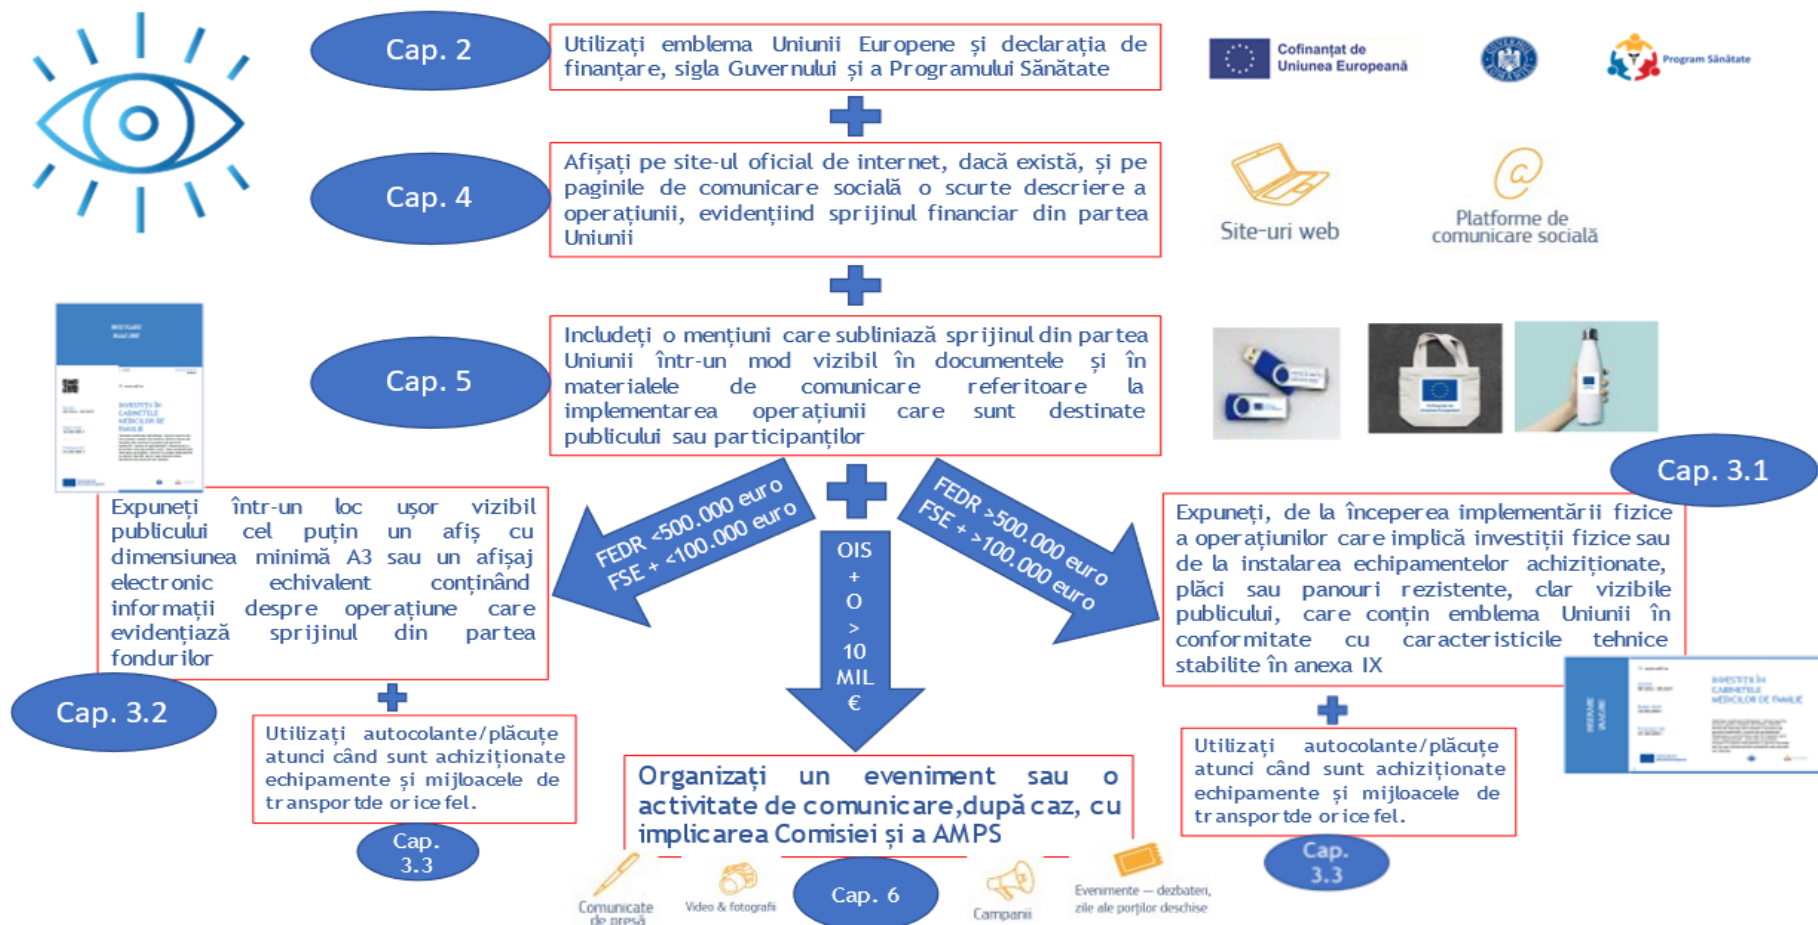 Cap. 2
Utilizați emblema Uniunii Europene și declarația de
finanțare, sigla Guvernului și a Programului Sănătate
Cofinanțat de
Uniunea Europeană
Program Sănătate
Cap. 4
Afișați pe site-ul oficial de internet, dacă există, și pe
paginile de comunicare socială o scurte descriere a
operațiunii, evidențiind sprijinul financiar din partea
Uniunii
Site-uri web
Platforme de
comunicare socială
Cap. 5
Includeți o mențiuni care subliniază sprijinul din partea
Uniunii într-un mod vizibil în documentele și în
materialele de comunicare referitoare la
implementarea operațiunii care sunt destinate
publicului sau participanților
INVESTIȚII ÎN
CABINETELE
MEDICILOR DE
FAMILIE
FEDR <500.000 euro
FSE + <100.000 euro
OIS
+
O
>
10
MIL
€
FEDR >500.000 euro
FSE + >100.000 euro
Cap. 3.1
Expuneți într-un loc ușor vizibil
publicului cel puțin un afiș cu
dimensiunea minimă A3 sau un afișaj
electronic echivalent conținând
informații despre operațiune care
evidențiază sprijinul din partea
fondurilor
Cap. 3.2
Expuneți, de la începerea implementării fizice
a operațiunilor care implică investiții fizice sau
de la instalarea echipamentelor achiziționate,
plăci sau panouri rezistente, clar vizibile
publicului, care conțin emblema Uniunii în
conformitate cu caracteristicile tehnice
stabilite în anexa IX
INVESTIȚII ÎN
CABINETELE
MEDICILOR DE FAMILIE
Utilizați autocolante/plăcuțe
atunci când sunt achiziționate
echipamente și mijloacele de
transportde orice fel.
Cap.
3.3
Organizați un eveniment sau o
activitate de comunicare,după caz, cu
implicarea Comisiei și a AMPS
Utilizați autocolante/plăcuțe
atunci când sunt achiziționate
echipamente și mijloacele de
transportde orice fel.
Cap.
3.3
Comunicate
de presă
Video & fotografii
Cap. 6
Campanii
Evenimente — dezbateri,
zile ale porților deschise